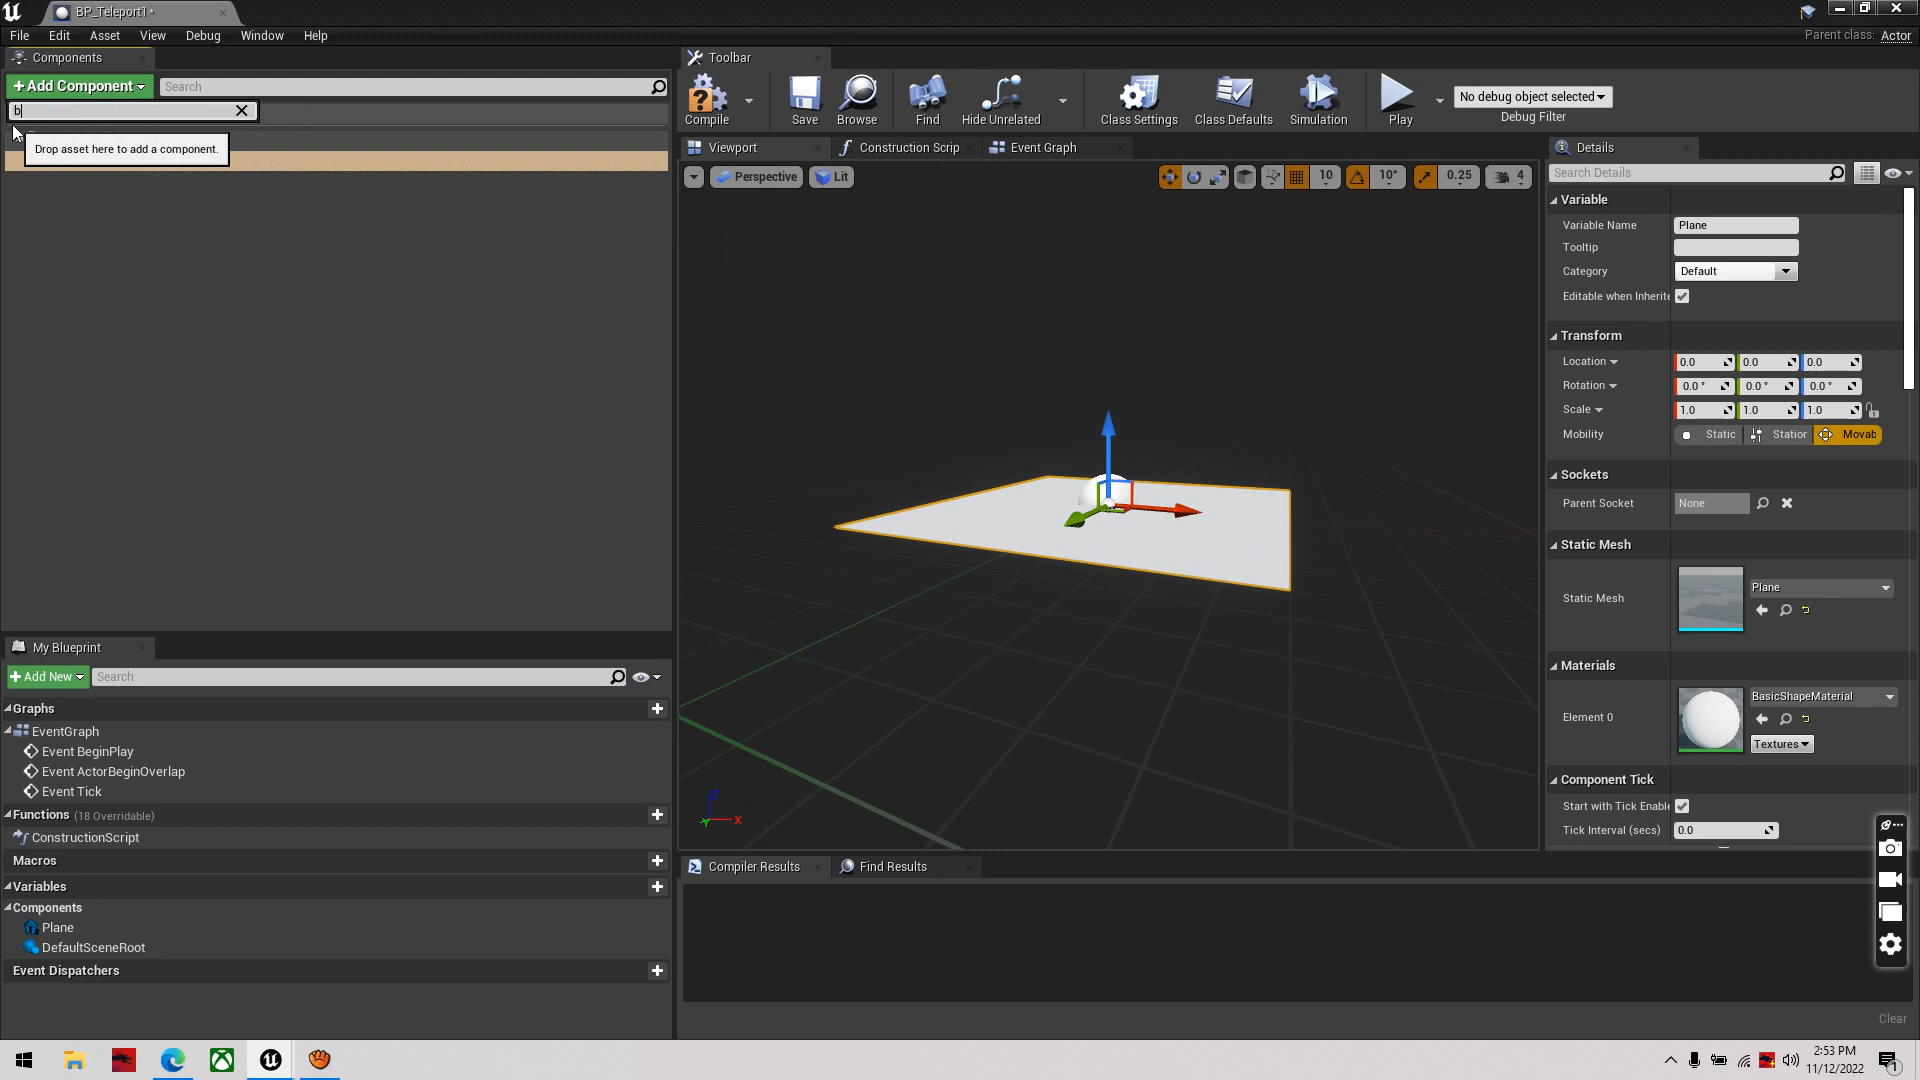 BP_Teleport1*
File Edit Asset View Debug Window Help
Parent class: Actor
Components
+Add Component
Search
b
Drop asset here to add a component.
Toolbar
Compile
Save
Browse
Find
Hide Unrelated
Class Settings
Class Defaults
Simulation
Play
No debug object selected
Debug Filter
Viewport
Construction Scrip
Event Graph
Perspective
Lit
10
10°
0.25
4
My Blueprint
+Add New
Search
Graphs
EventGraph
Event BeginPlay
Event ActorBeginOverlap
Event Tick
Functions (18 Overridable)
ConstructionScript
Macros
Variables
Components
Plane
DefaultSceneRoot
Event Dispatchers
Compiler Results
Find Results
Clear
Details
Search Details
Variable
Variable Name Plane
Tooltip
Category Default
Editable when Inherite
Transform
Location 0.0 0.0 0.0
Rotation 0.0 ° 0.0 ° 0.0 °
Scale 1.0 1.0 1.0
Mobility Static Statior Movab
Sockets
Parent Socket None
Static Mesh
Static Mesh Plane
Materials
Element 0 BasicShapeMaterial
Textures
Component Tick
Start with Tick Enable
Tick Interval (secs) 0.0
2:53 PM
11/12/2022
1